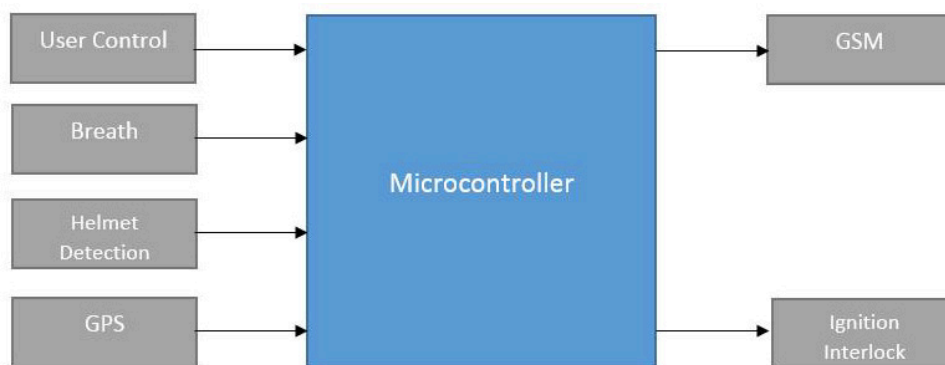 User Control
Breath
Helmet
Detection
GPS
Microcontroller
GSM
Ignition
Interlock